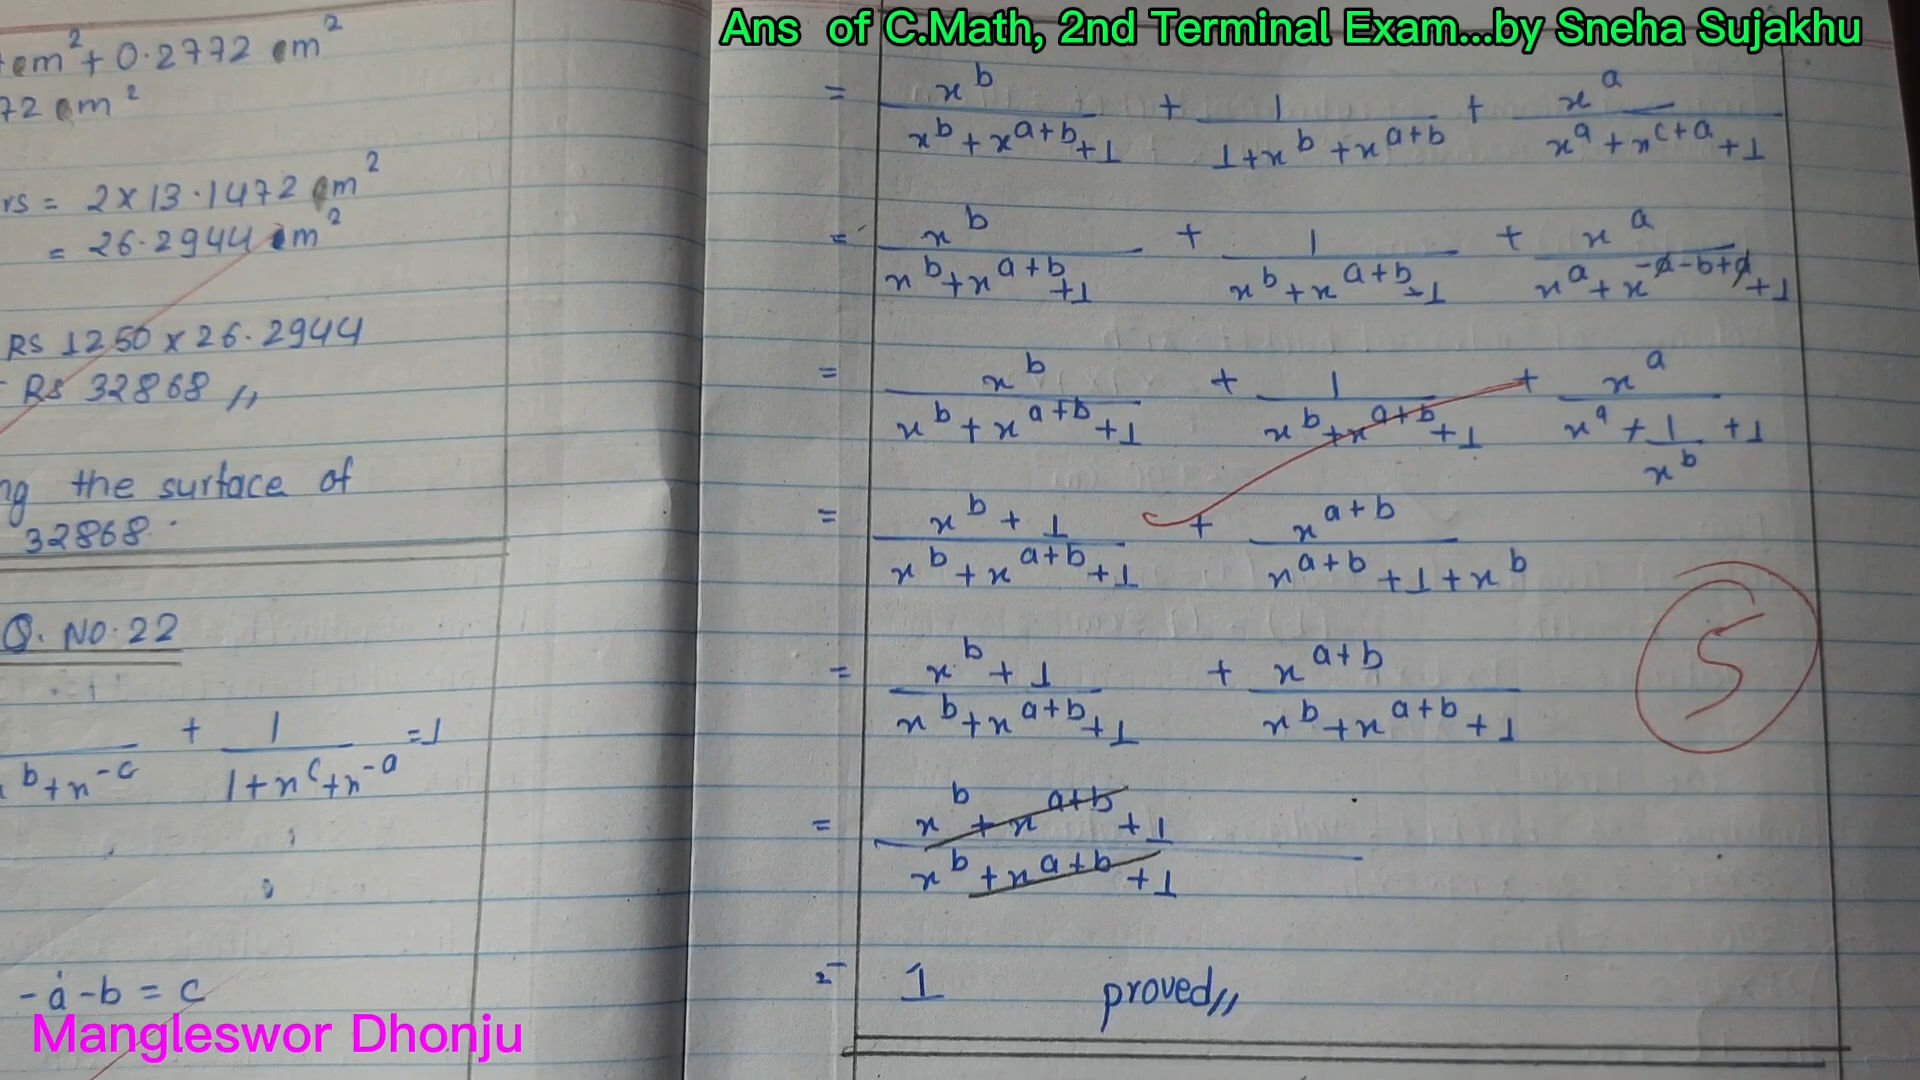 Ans of C.Math, 2nd Terminal Exam...by Sneha Sujakhu
cm² + 0.2772 cm²
72 cm²
rs = 2 × 13.1472 cm²
= 26.2944 cm²
RS 1250 × 26.2944
= RS 32868 ,,
ng the surface of
32868.
Q. NO. 22
+ 1/(1+x^c+x^-a) = 1
b+x^-c
-a-b = c
Mangleswor Dhonju
= x^b/(x^b+x^(a+b)+1) + 1/(1+x^b+x^(a+b)) + x^a/(x^a+x^(c+a)+1)
= x^b/(x^b+x^(a+b)+1) + 1/(x^b+x^(a+b)+1) + x^a/(x^a+x^(-a-b+a)+1)
= x^b/(x^b+x^(a+b)+1) + 1/(x^b+x^(a+b)+1) + x^a/(x^a+1/x^b+1)
= (x^b+1)/(x^b+x^(a+b)+1) + x^(a+b)/(x^(a+b)+1+x^b)
= (x^b+1)/(x^b+x^(a+b)+1) + x^(a+b)/(x^b+x^(a+b)+1)
= (x^b+x^(a+b)+1)/(x^b+x^(a+b)+1)
= 1 proved,,
5